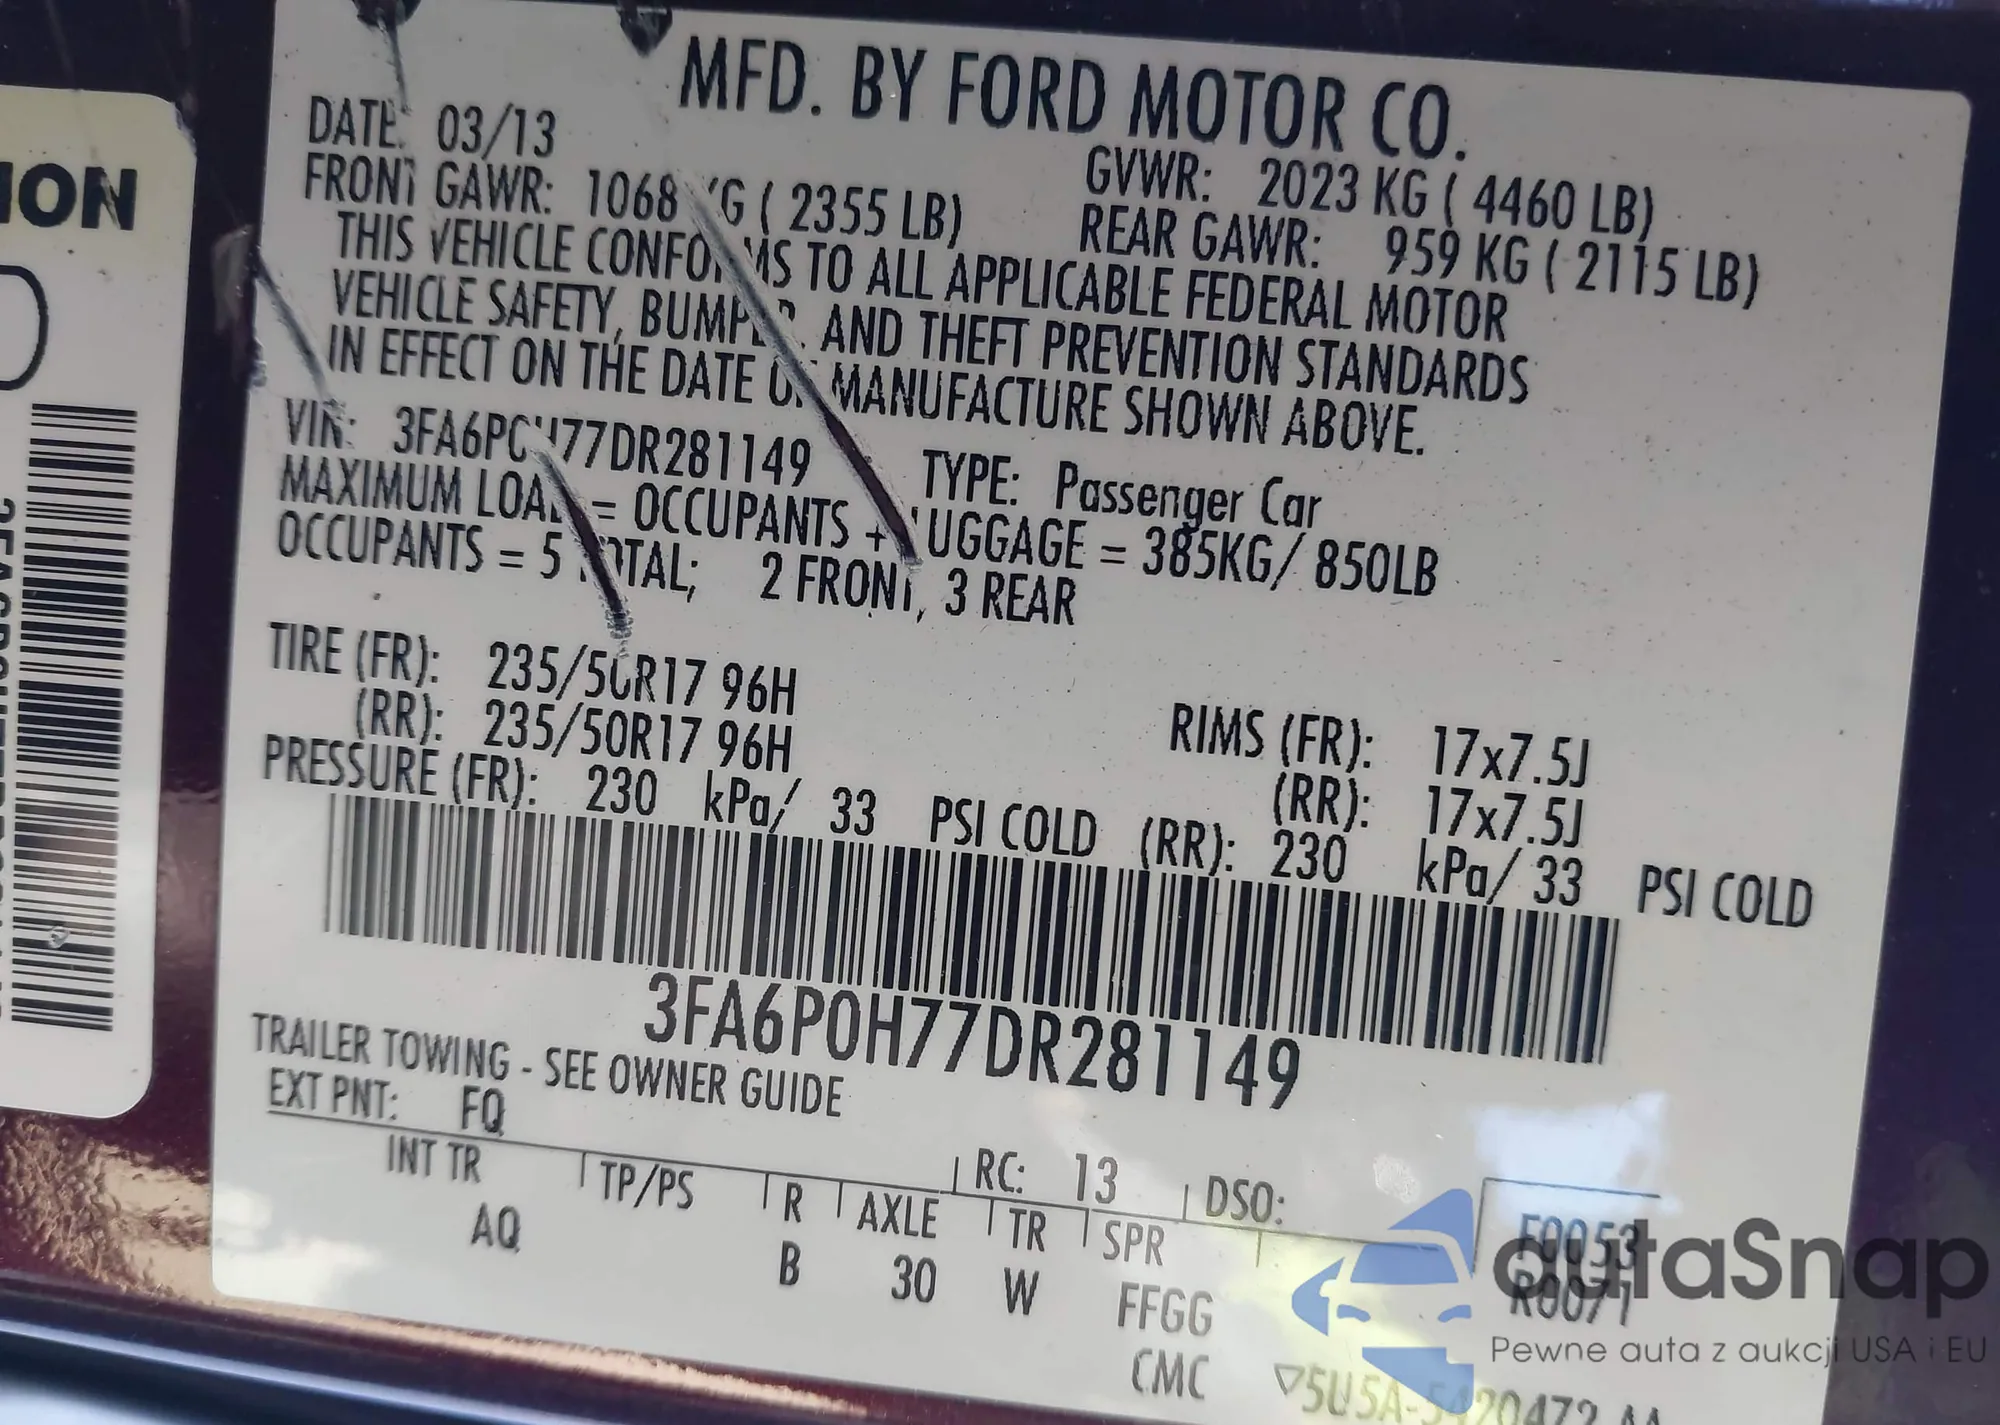 ION
MFD. BY FORD MOTOR CO.
DATE: 03/13
GVWR: 2023 KG ( 4460 LB)
FRONT GAWR: 1068 KG ( 2355 LB)
REAR GAWR: 959 KG ( 2115 LB)
THIS VEHICLE CONFORMS TO ALL APPLICABLE FEDERAL MOTOR
VEHICLE SAFETY, BUMPER, AND THEFT PREVENTION STANDARDS
IN EFFECT ON THE DATE OF MANUFACTURE SHOWN ABOVE.
VIN: 3FA6P0H77DR281149
TYPE: Passenger Car
MAXIMUM LOAD = OCCUPANTS + LUGGAGE = 385KG/ 850LB
OCCUPANTS = 5 TOTAL; 2 FRONT, 3 REAR
TIRE (FR): 235/50R17 96H
RIMS (FR): 17x7.5J
(RR): 235/50R17 96H
(RR): 17x7.5J
PRESSURE (FR): 230 kPa/ 33 PSI COLD (RR): 230 kPa/ 33 PSI COLD
3FA6P0H77DR281149
TRAILER TOWING - SEE OWNER GUIDE
EXT PNT: FQ
RC: 13 DSO:
INT TR TP/PS R AXLE TR SPR
AQ B 30 W FFGG
F0053
R0071
CMC
▽5U5A-5420472-AA
autaSnap
Pewne auta z aukcji USA i EU